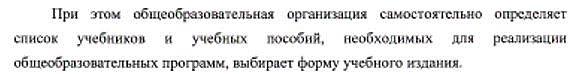 При этом общеобразовательная организация самостоятельно определяет
список учебников и учебных пособий, необходимых для реализации
общеобразовательных программ, выбирает форму учебного издания.